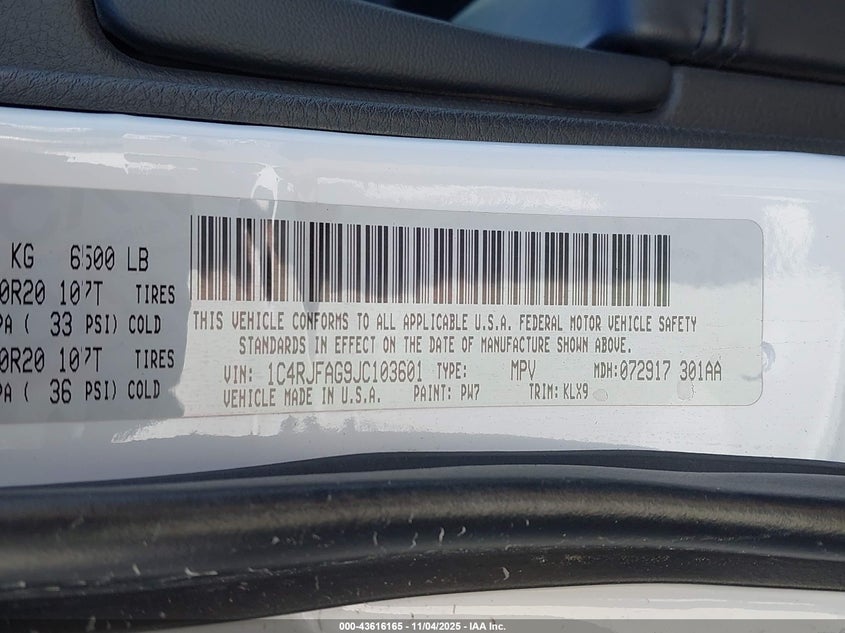 KG 6500 LB
0R20 107T TIRES
PA ( 33 PSI) COLD
0R20 107T TIRES
PA ( 36 PSI) COLD
THIS VEHICLE CONFORMS TO ALL APPLICABLE U.S.A. FEDERAL MOTOR VEHICLE SAFETY
STANDARDS IN EFFECT ON THE DATE OF MANUFACTURE SHOWN ABOVE.
VIN: 1C4RJFAG9JC103601 TYPE: MPV MDH:072917 301AA
VEHICLE MADE IN U.S.A. PAINT: PW7 TRIM: KLX9
000-43616165 - 11/04/2025 - IAA Inc.